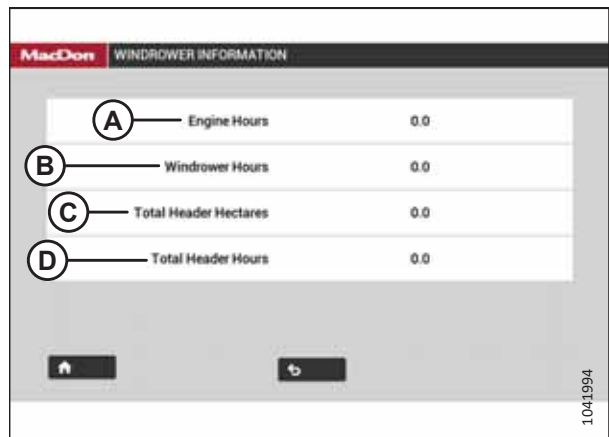 MacDon WINDROWER INFORMATION
A Engine Hours 0.0
B Windrower Hours 0.0
C Total Header Hectares 0.0
D Total Header Hours 0.0
1041994